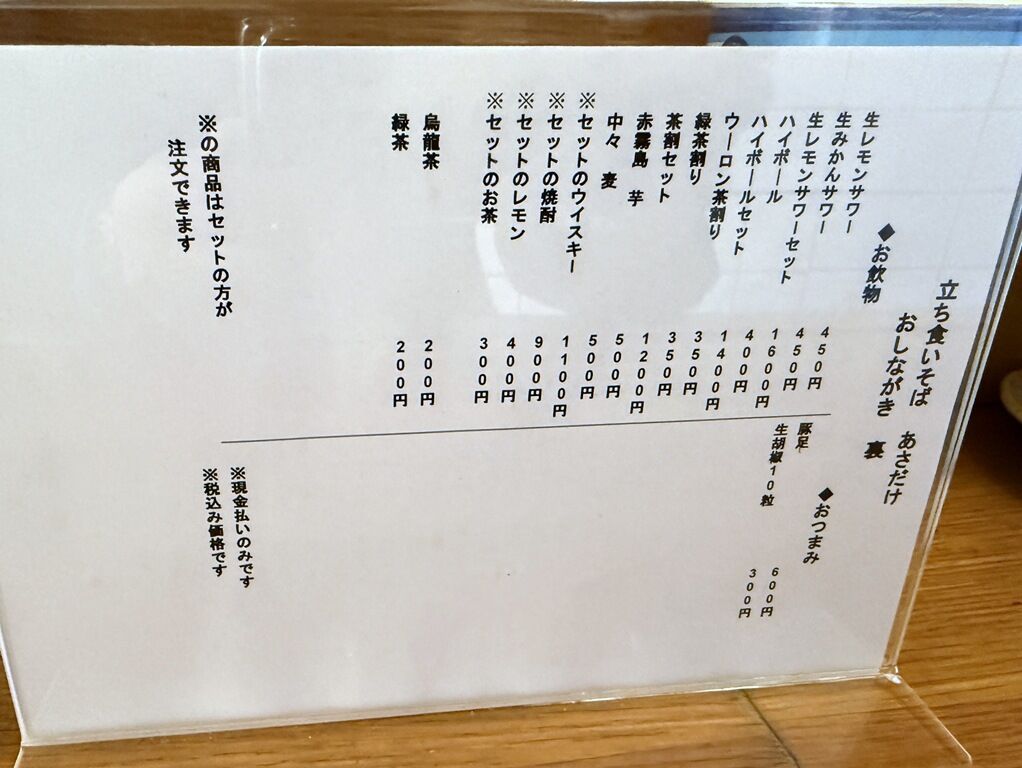 立ち食いそば　あさだけ
おしながき　裏
◆お飲物
生レモンサワー　450円
生みかんサワー　450円
生レモンサワーセット　1600円
ハイボール　400円
ハイボールセット　1400円
ウーロン茶割り　350円
緑茶割り　350円
茶割セット　1200円
赤霧島　芋　500円
中々　麦　500円
※セットのウイスキー　1100円
※セットの焼酎　900円
※セットのレモン　400円
※セットのお茶　300円
烏龍茶　200円
緑茶　200円
※の商品はセットの方が
注文できます
◆おつまみ
豚足　600円
生胡椒10粒　300円
※現金払いのみです
※税込み価格です